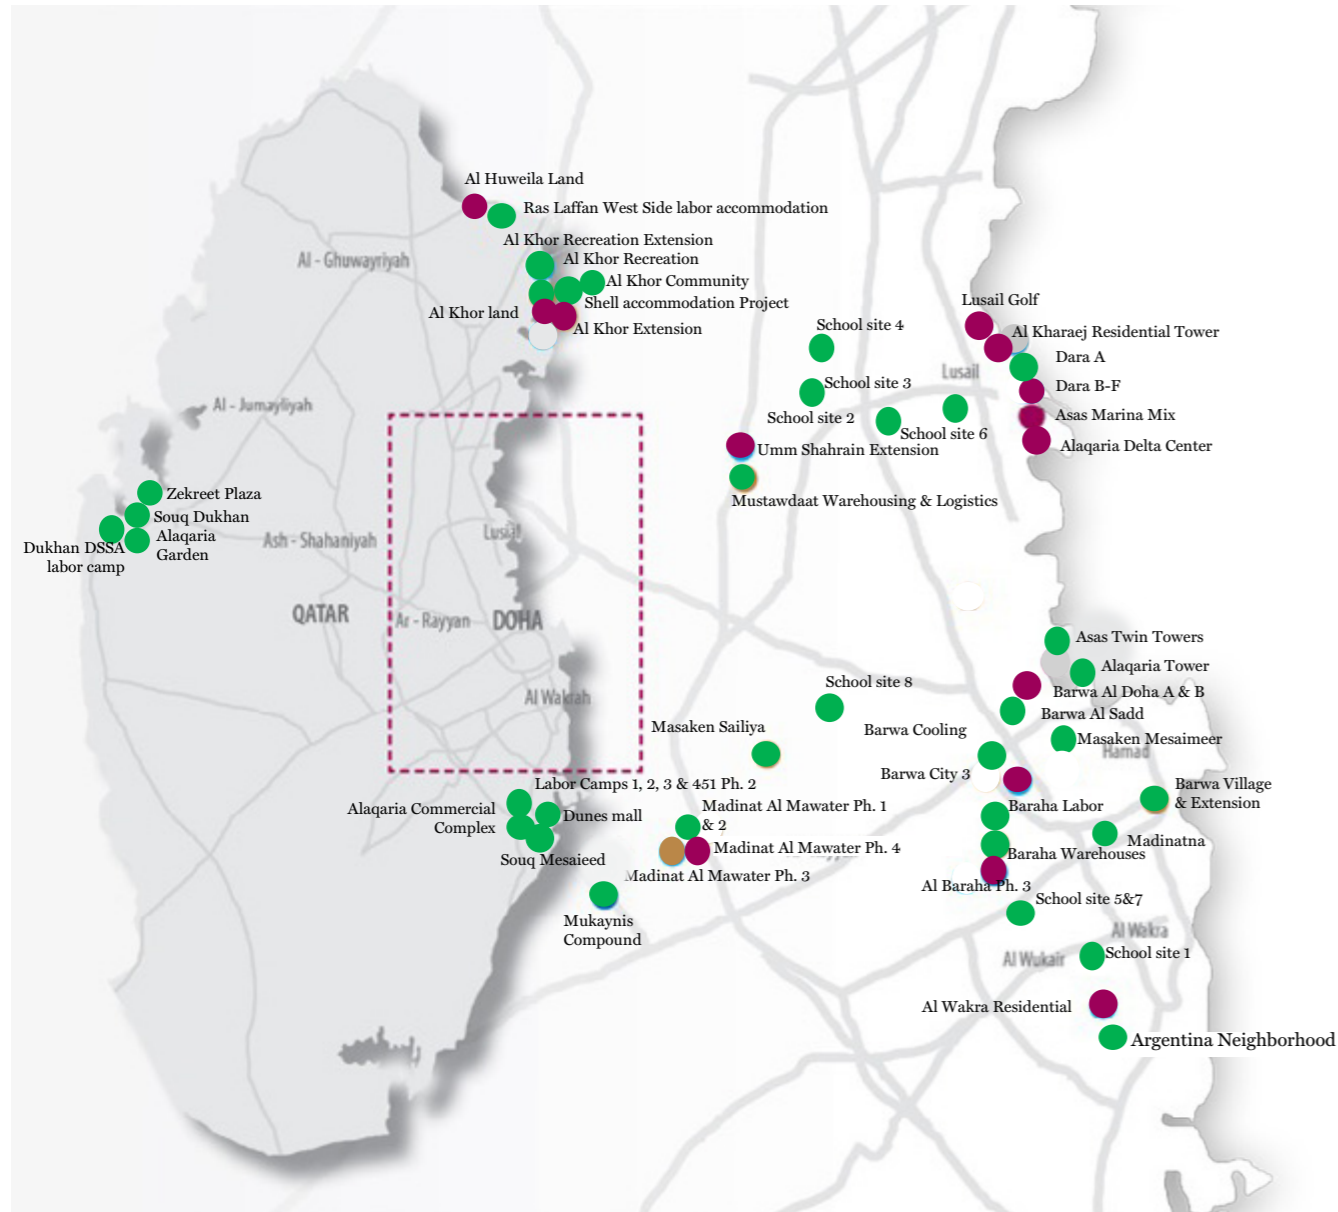 Al Huweila Land
Ras Laffan West Side labor accommodation
Al Khor Recreation Extension
Al - Ghuwayriyah
Al Khor Recreation
Al Khor Community
Shell accommodation Project
Al Khor land
Al Khor Extension
Lusail Golf
School site 4
Al Kharaej Residential Tower
Dara A
Lusail
School site 3
Dara B-F
Al - Jumayliyah
School site 2
Asas Marina Mix
School site 6
Umm Shahrain Extension
Alaqaria Delta Center
Zekreet Plaza
Mustawdaat Warehousing & Logistics
Souq Dukhan
Lusial
Alaqaria
Garden
Dukhan DSSA
labor camp
Ash - Shahaniyah
QATAR
Ar - Rayyan
DOHA
Asas Twin Towers
Alaqaria Tower
School site 8
Barwa Al Doha A & B
Al Wakrah
Barwa Al Sadd
Masaken Sailiya
Barwa Cooling
Masaken Mesaimeer
Hamad
Barwa City 3
Labor Camps 1, 2, 3 & 451 Ph. 2
Barwa Village
& Extension
Alaqaria Commercial
Complex
Dunes mall
Madinat Al Mawater Ph. 1
& 2
Baraha Labor
Madinatna
Madinat Al Mawater Ph. 4
Baraha Warehouses
Souq Mesaieed
Madinat Al Mawater Ph. 3
Al Baraha Ph. 3
School site 5&7
Mukaynis
Compound
Al Wakra
School site 1
Al Wukair
Al Wakra Residential
Argentina Neighborhood